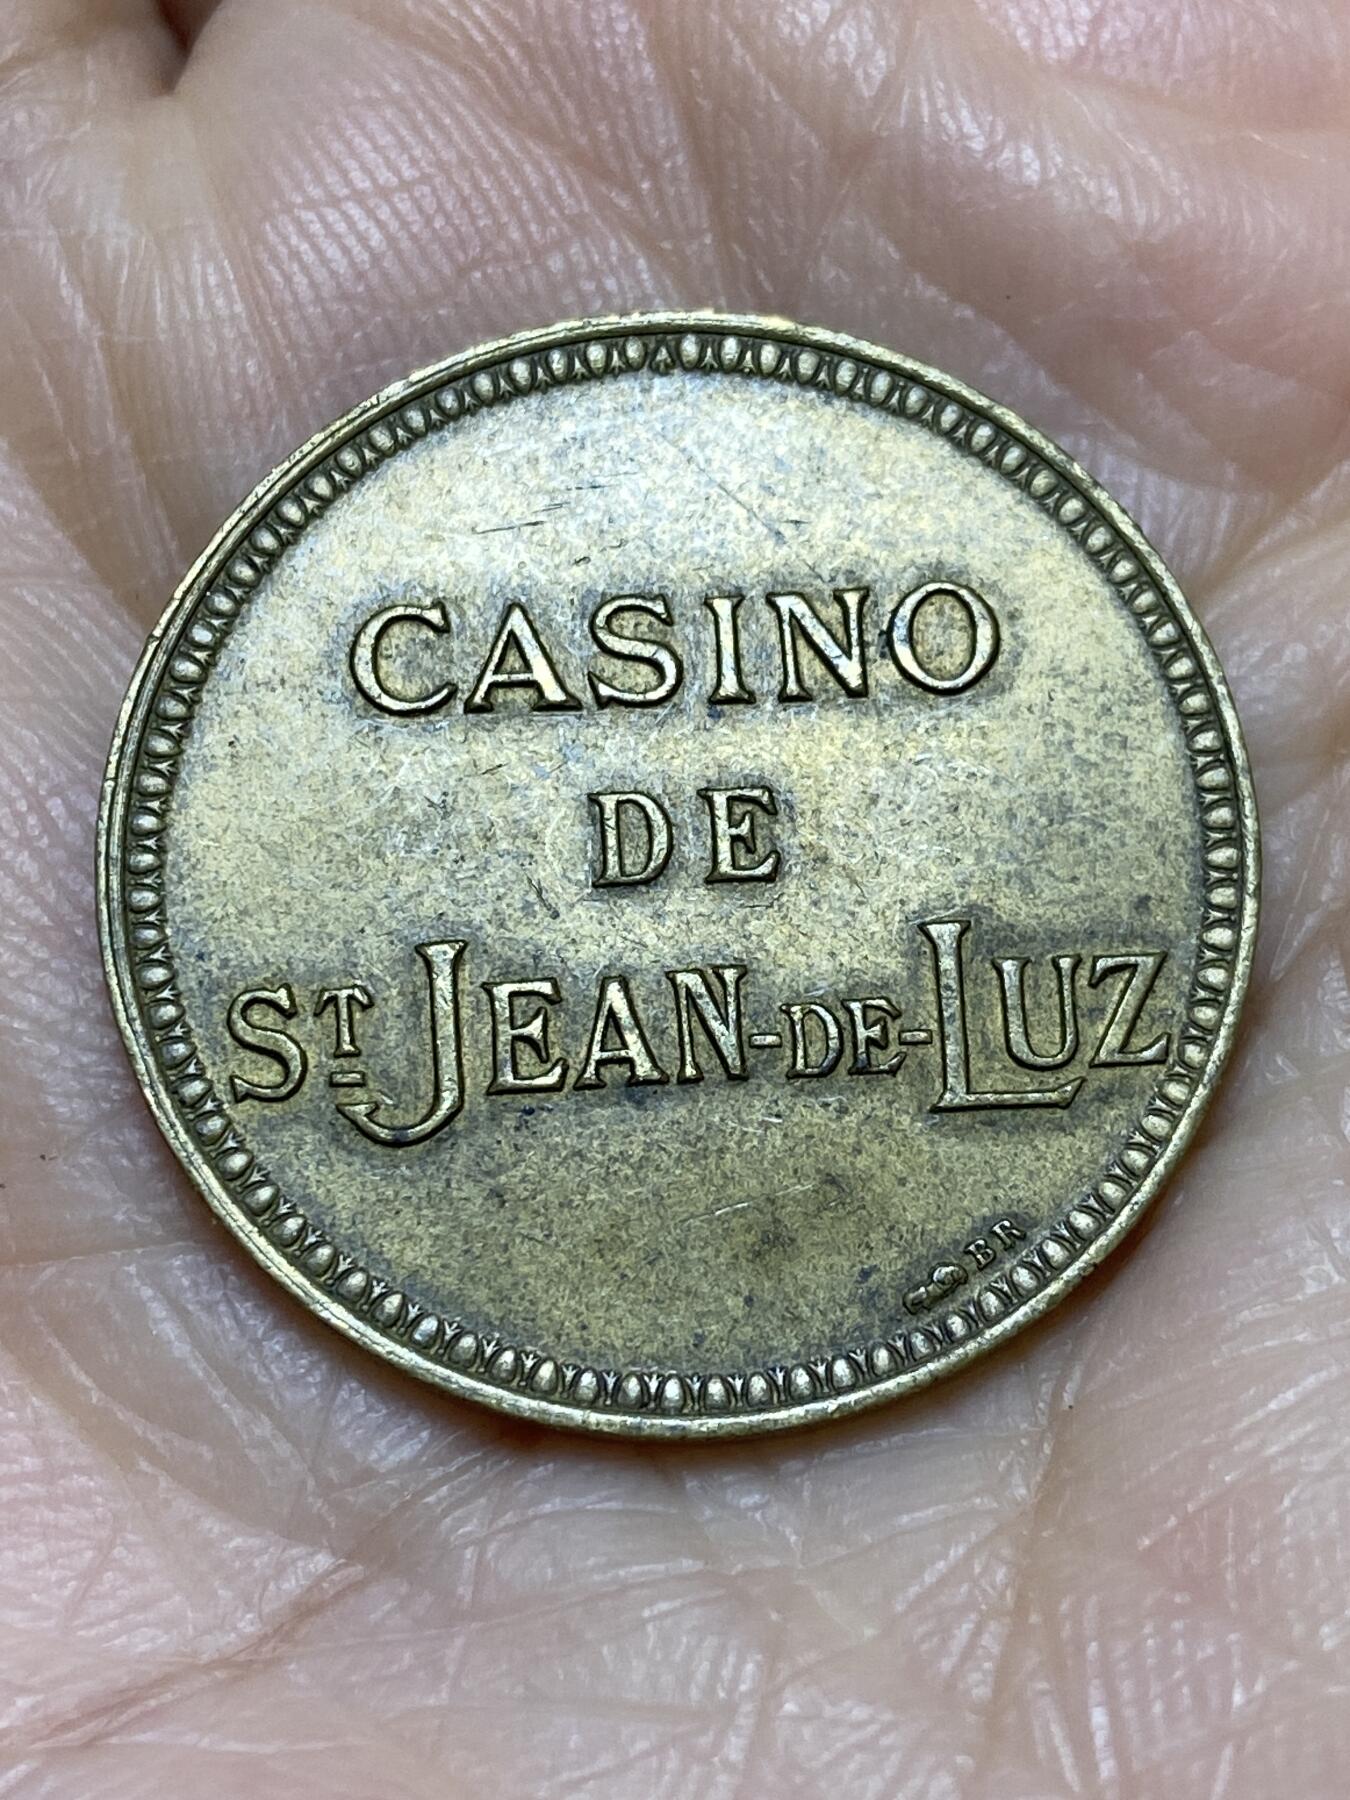 CASINO
DE
ST-JEAN-DE-LUZ
BR